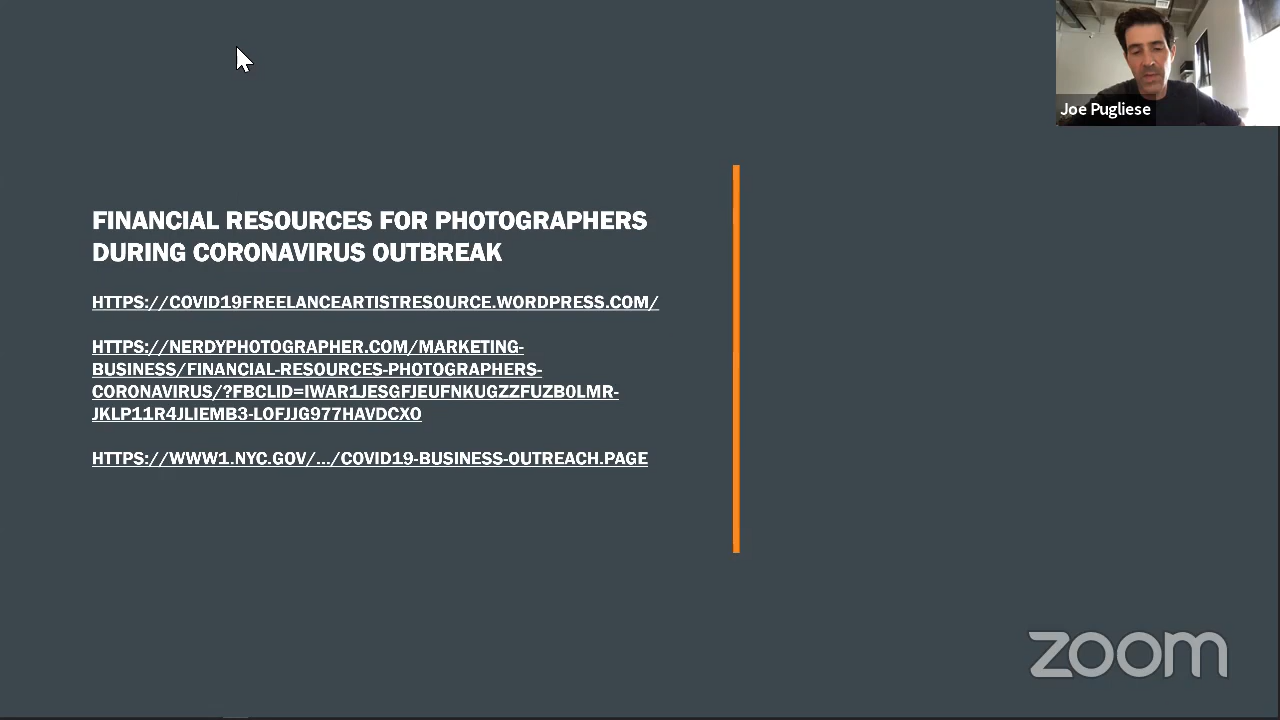 Joe Pugliese
FINANCIAL RESOURCES FOR PHOTOGRAPHERS
DURING CORONAVIRUS OUTBREAK
HTTPS://COVID19FREELANCEARTISTRESOURCE.WORDPRESS.COM/
HTTPS://NERDYPHOTOGRAPHER.COM/MARKETING-
BUSINESS/FINANCIAL-RESOURCES-PHOTOGRAPHERS-
CORONAVIRUS/?FBCLID=IWAR1JESGFJEUFNKUGZZFUZB0LMR-
JKLP11R4JLIEMB3-LOFJJG977HAVDCXO
HTTPS://WWW1.NYC.GOV/.../COVID19-BUSINESS-OUTREACH.PAGE
zoom